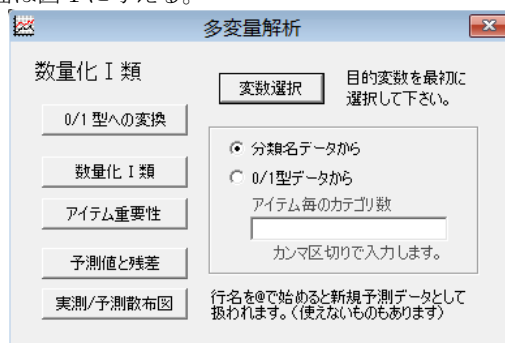 多変量解析
数量化Ⅰ類
変数選択
目的変数を最初に
選択して下さい。
0/1 型への変換
数量化Ⅰ類
アイテム重要性
予測値と残差
実測/予測散布図
分類名データから
0/1型データから
アイテム毎のカテゴリ数
カンマ区切りで入力します。
行名を@で始めると新規予測データとして
扱われます。(使えないものもあります)